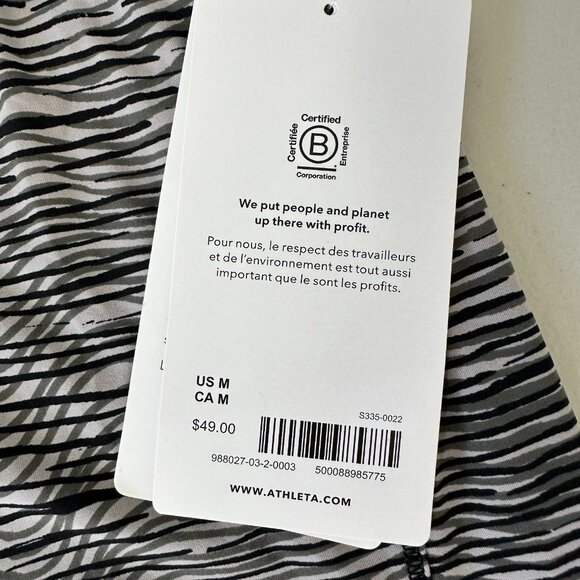 Certified
Certifiée
B
Entreprise
Corporation
We put people and planet
up there with profit.
Pour nous, le respect des travailleurs
et de l'environnement est tout aussi
important que le sont les profits.
US M
CA M
S335-0022
$49.00
988027-03-2-0003 500088985775
WWW.ATHLETA.COM